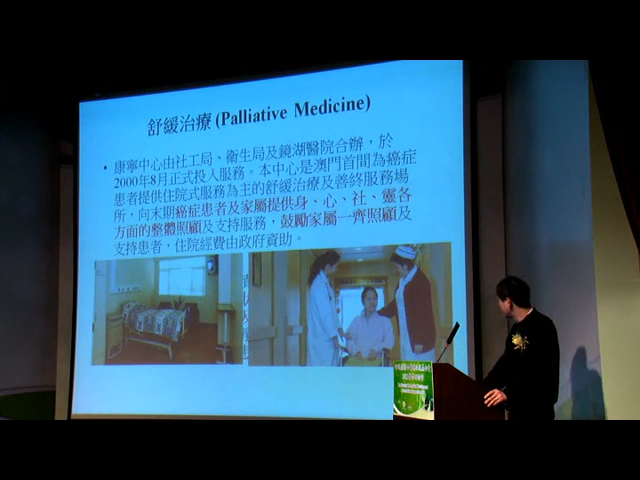 舒緩治療 (Palliative Medicine)
• 康寧中心由社工局、衛生局及鏡湖醫院合辦，於
2000年8月正式投入服務。本中心是澳門首間為癌症
患者提供住院式服務為主的舒緩治療及善終服務場
所，向末期癌症患者及家屬提供身、心、社、靈各
方面的整體照顧及支持服務，鼓勵家屬一齊照顧及
支持患者，住院經費由政府資助。